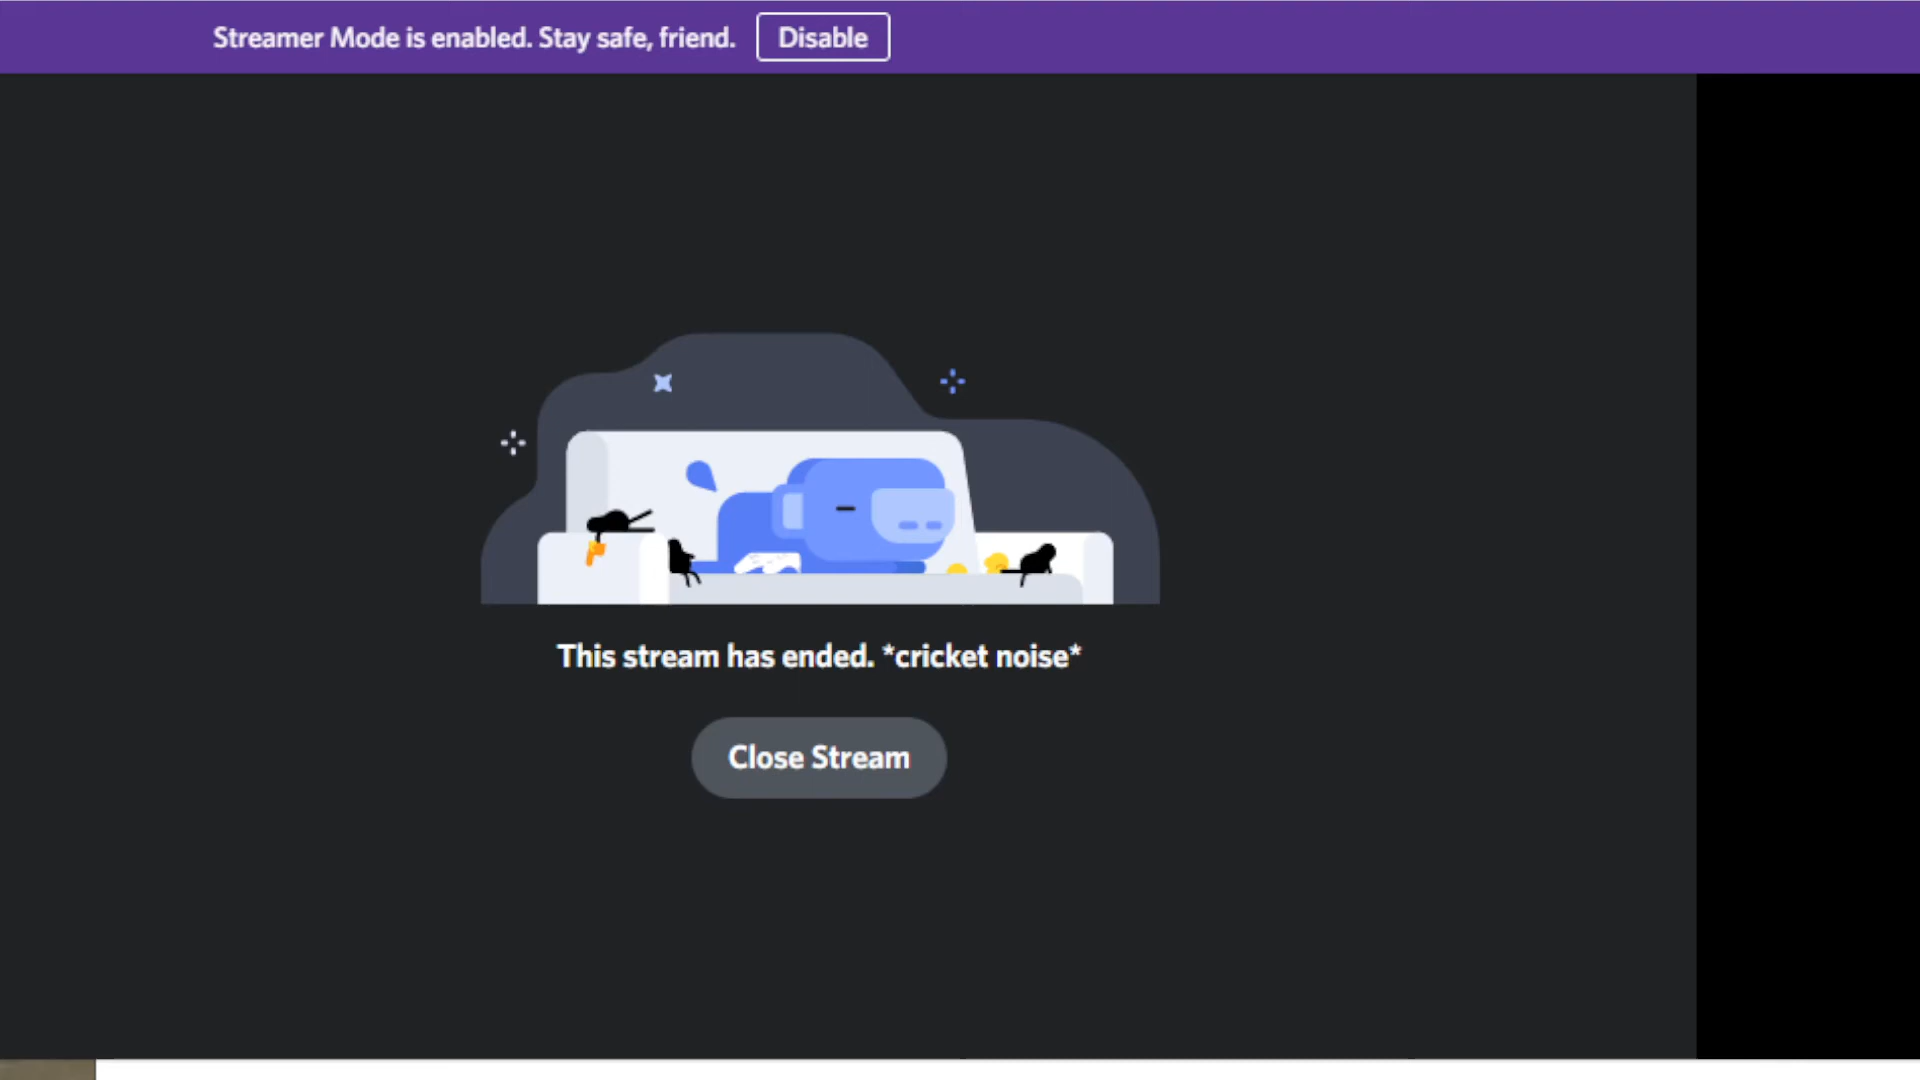 Streamer Mode is enabled. Stay safe, friend. Disable
This stream has ended. *cricket noise*
Close Stream